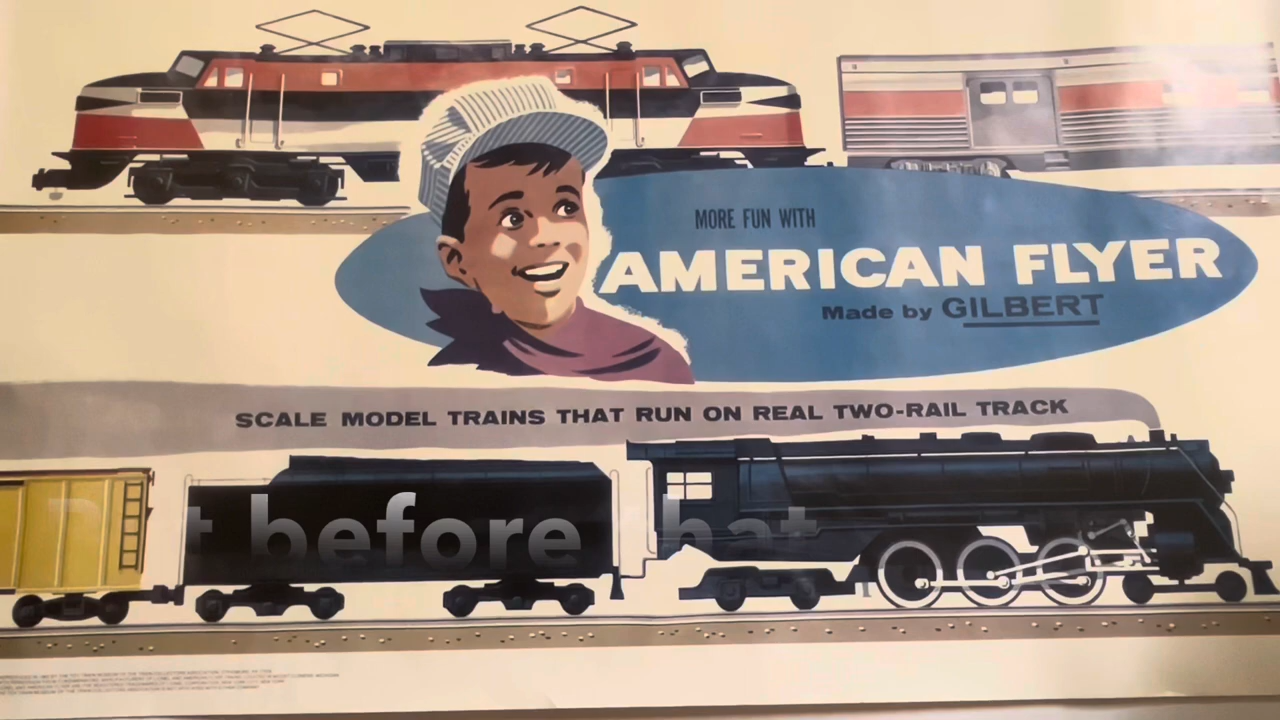 MORE FUN WITH
AMERICAN FLYER
Made by GILBERT
SCALE MODEL TRAINS THAT RUN ON REAL TWO-RAIL TRACK
before that